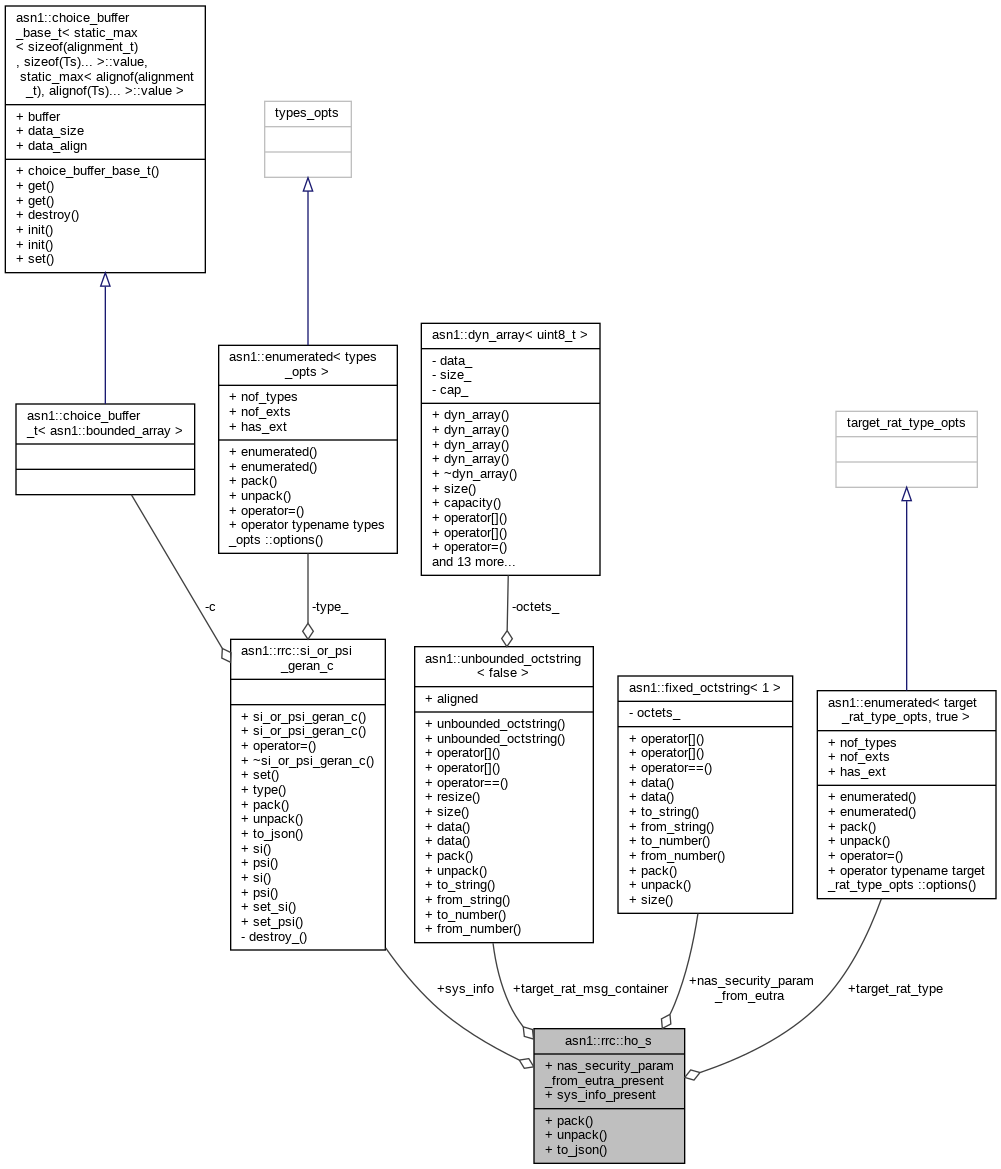 asn1::choice_buffer
_base_t< static_max
< sizeof(alignment_t)
, sizeof(Ts)... >::value,
static_max< alignof(alignment
_t), alignof(Ts)... >::value >
+ buffer
+ data_size
+ data_align
+ choice_buffer_base_t()
+ get()
+ get()
+ destroy()
+ init()
+ init()
+ set()
types_opts
asn1::choice_buffer
_t< asn1::bounded_array >
asn1::enumerated< types
_opts >
+ nof_types
+ nof_exts
+ has_ext
+ enumerated()
+ enumerated()
+ pack()
+ unpack()
+ operator=()
+ operator typename types
_opts ::options()
asn1::dyn_array< uint8_t >
- data_
- size_
- cap_
+ dyn_array()
+ dyn_array()
+ dyn_array()
+ dyn_array()
+ ~dyn_array()
+ size()
+ capacity()
+ operator[]()
+ operator[]()
+ operator=()
and 13 more...
target_rat_type_opts
-c
-type_
-octets_
asn1::rrc::si_or_psi
_geran_c
+ si_or_psi_geran_c()
+ si_or_psi_geran_c()
+ operator=()
+ ~si_or_psi_geran_c()
+ set()
+ type()
+ pack()
+ unpack()
+ to_json()
+ si()
+ psi()
+ si()
+ psi()
+ set_si()
+ set_psi()
- destroy_()
asn1::unbounded_octstring
< false >
+ aligned
+ unbounded_octstring()
+ unbounded_octstring()
+ operator[]()
+ operator[]()
+ operator==()
+ resize()
+ size()
+ data()
+ data()
+ pack()
+ unpack()
+ to_string()
+ from_string()
+ to_number()
+ from_number()
asn1::fixed_octstring< 1 >
- octets_
+ operator[]()
+ operator[]()
+ operator==()
+ data()
+ data()
+ to_string()
+ from_string()
+ to_number()
+ from_number()
+ pack()
+ unpack()
+ size()
asn1::enumerated< target
_rat_type_opts, true >
+ nof_types
+ nof_exts
+ has_ext
+ enumerated()
+ enumerated()
+ pack()
+ unpack()
+ operator=()
+ operator typename target
_rat_type_opts ::options()
+sys_info
+target_rat_msg_container
+nas_security_param
_from_eutra
+target_rat_type
asn1::rrc::ho_s
+ nas_security_param
_from_eutra_present
+ sys_info_present
+ pack()
+ unpack()
+ to_json()